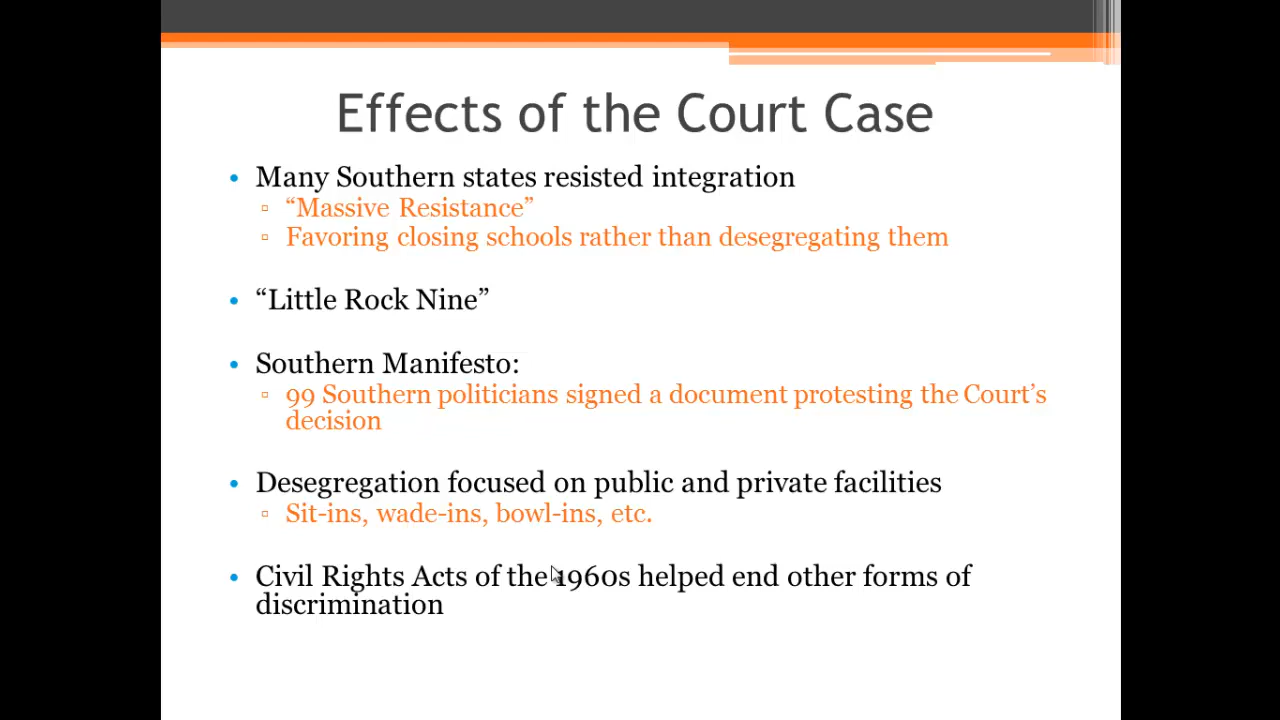 Effects of the Court Case
• Many Southern states resisted integration
▫ “Massive Resistance”
▫ Favoring closing schools rather than desegregating them
• “Little Rock Nine”
• Southern Manifesto:
▫ 99 Southern politicians signed a document protesting the Court’s
decision
• Desegregation focused on public and private facilities
▫ Sit-ins, wade-ins, bowl-ins, etc.
• Civil Rights Acts of the 1960s helped end other forms of
discrimination